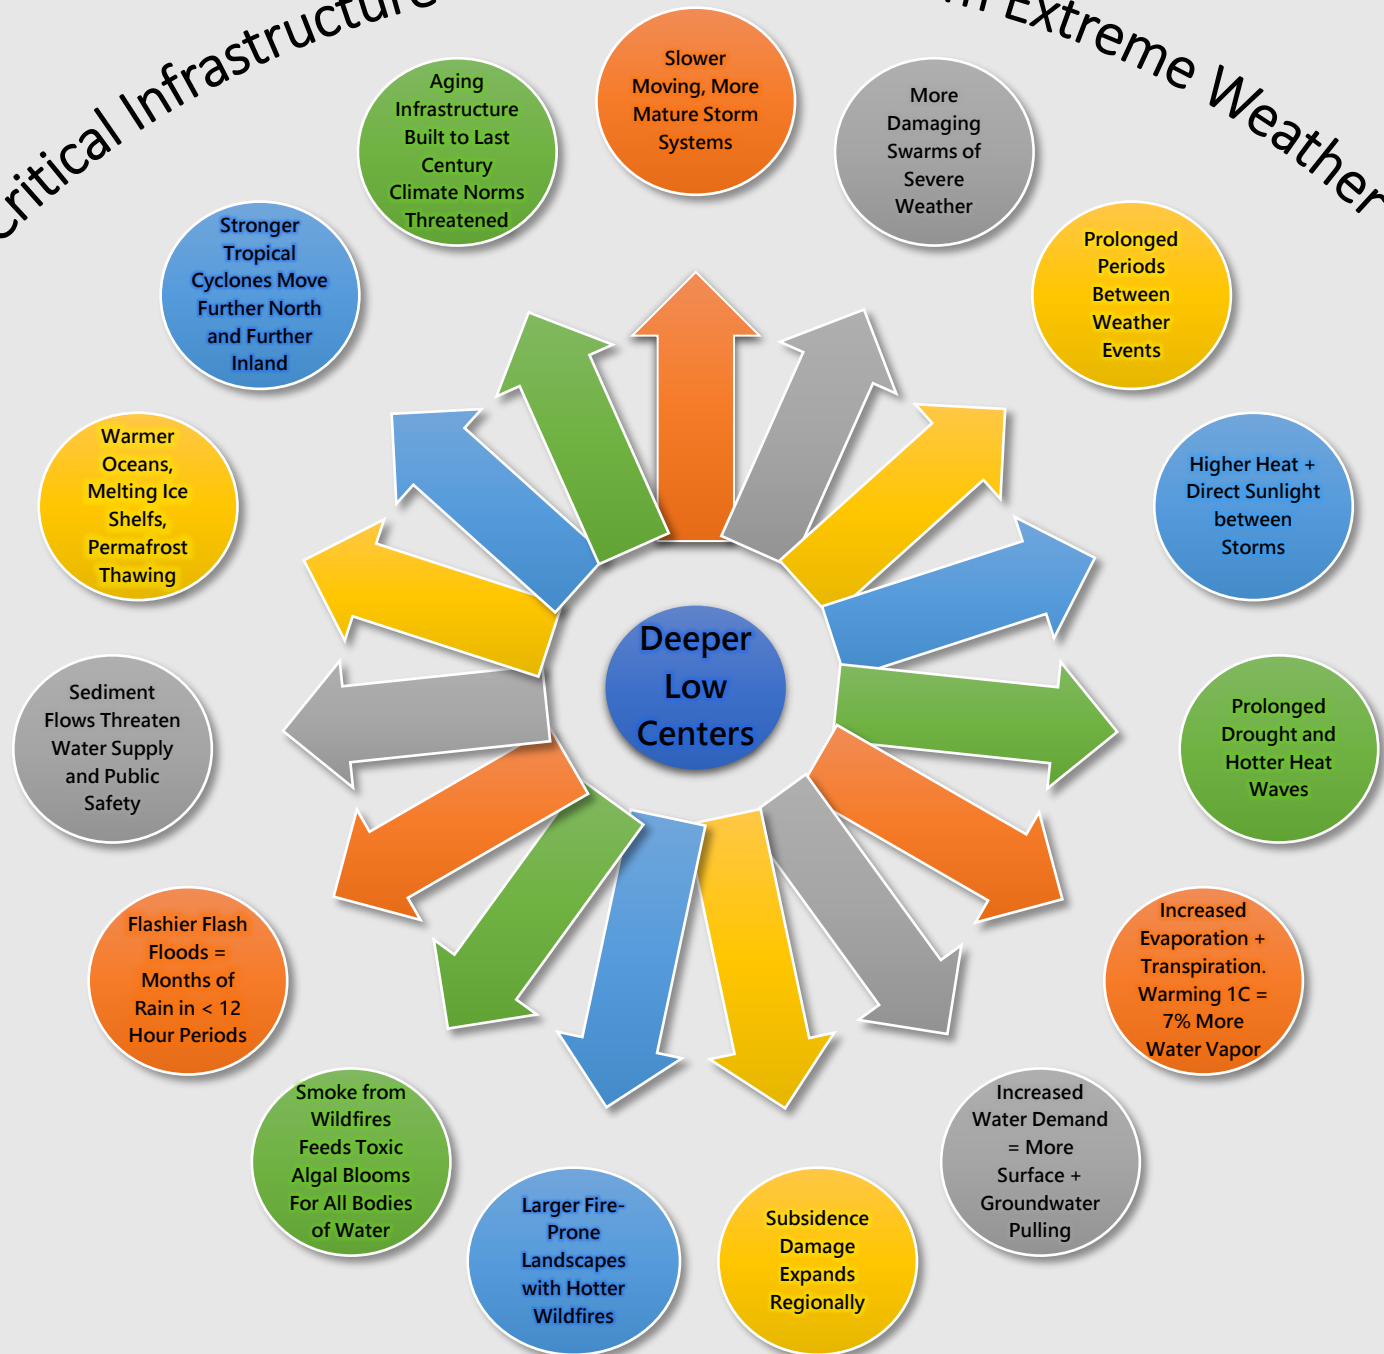 Critical Infrastructure
Extreme Weather
Slower
Moving, More
Mature Storm
Systems
More
Damaging
Swarms of
Severe
Weather
Prolonged
Periods
Between
Weather
Events
Higher Heat +
Direct Sunlight
between
Storms
Prolonged
Drought and
Hotter Heat
Waves
Increased
Evaporation +
Transpiration.
Warming 1C =
7% More
Water Vapor
Increased
Water Demand
= More
Surface +
Groundwater
Pulling
Subsidence
Damage
Expands
Regionally
Larger Fire-
Prone
Landscapes
with Hotter
Wildfires
Smoke from
Wildfires
Feeds Toxic
Algal Blooms
For All Bodies
of Water
Flashier Flash
Floods =
Months of
Rain in < 12
Hour Periods
Sediment
Flows Threaten
Water Supply
and Public
Safety
Warmer
Oceans,
Melting Ice
Shelfs,
Permafrost
Thawing
Stronger
Tropical
Cyclones Move
Further North
and Further
Inland
Aging
Infrastructure
Built to Last
Century
Climate Norms
Threatened
Deeper
Low
Centers